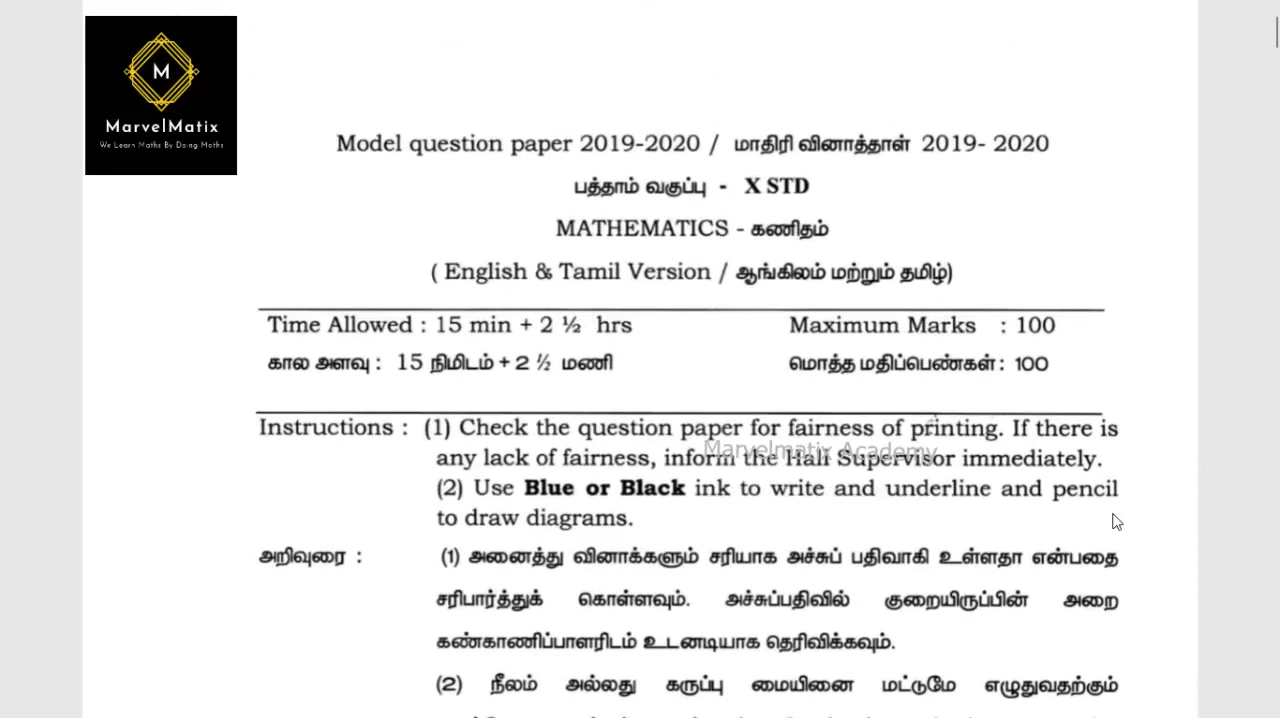 M
MarvelMatix
We Learn Maths By Doing Maths
Model question paper 2019-2020 / மாதிரி வினாத்தாள் 2019- 2020
பத்தாம் வகுப்பு - X STD
MATHEMATICS - கணிதம்
( English & Tamil Version / ஆங்கிலம் மற்றும் தமிழ்)
Time Allowed : 15 min + 2 ½ hrs Maximum Marks : 100
கால அளவு : 15 நிமிடம் + 2 ½ மணி மொத்த மதிப்பெண்கள் : 100
Instructions : (1) Check the question paper for fairness of printing. If there is
Marvelmatix Academy
any lack of fairness, inform the Hall Supervisor immediately.
(2) Use Blue or Black ink to write and underline and pencil
to draw diagrams.
அறிவுரை : (1) அனைத்து வினாக்களும் சரியாக அச்சுப் பதிவாகி உள்ளதா என்பதை
சரிபார்த்துக் கொள்ளவும். அச்சுப்பதிவில் குறையிருப்பின் அறை
கண்காணிப்பாளரிடம் உடனடியாக தெரிவிக்கவும்.
(2) நீலம் அல்லது கருப்பு மையினை மட்டுமே எழுதுவதற்கும்